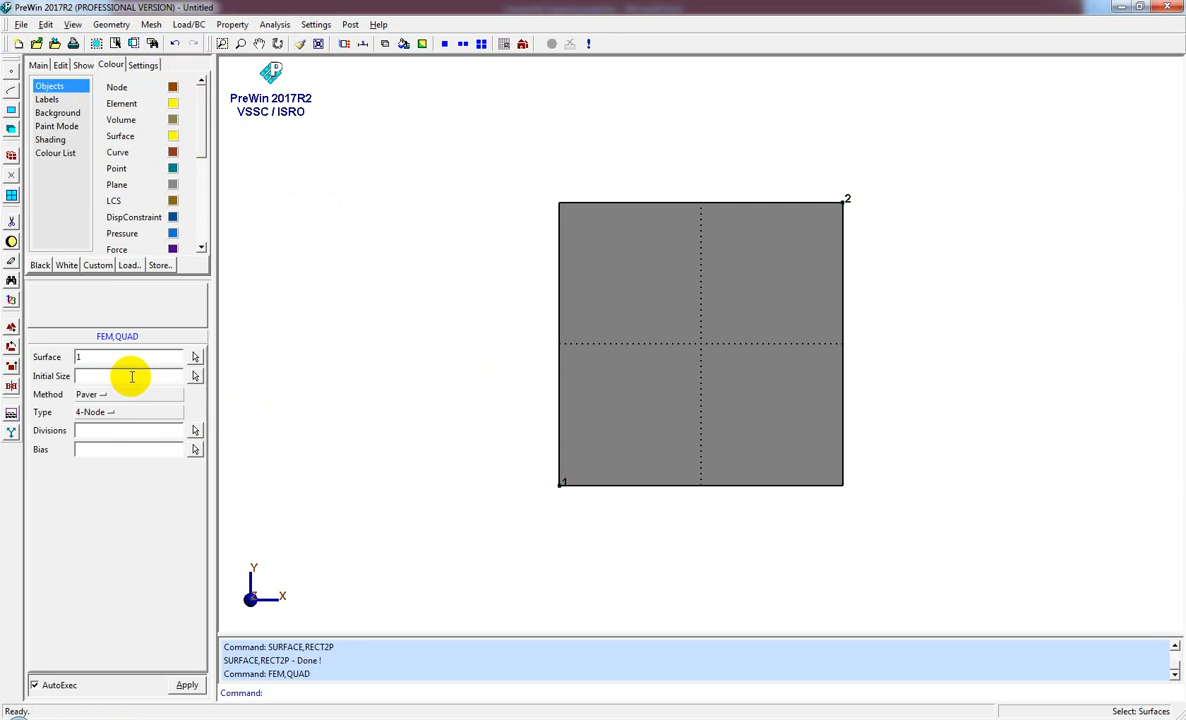 PreWin 2017R2 (PROFESSIONAL VERSION) - Untitled
File Edit View Geometry Mesh Load/BC Property Analysis Settings Post Help
Main Edit Show Colour Settings
Objects
Labels
Background
Paint Mode
Shading
Colour List
Node
Element
Volume
Surface
Curve
Point
Plane
LCS
DispConstraint
Pressure
Force
Black White Custom Load.. Store..
FEM,QUAD
Surface 1
Initial Size
Method Paver
Type 4-Node
Divisions
Bias
AutoExec Apply
PreWin 2017R2
VSSC / ISRO
2
1
Y
X
Command: SURFACE,RECT2P
SURFACE,RECT2P - Done !
Command: FEM,QUAD
Command:
Ready. Select: Surfaces